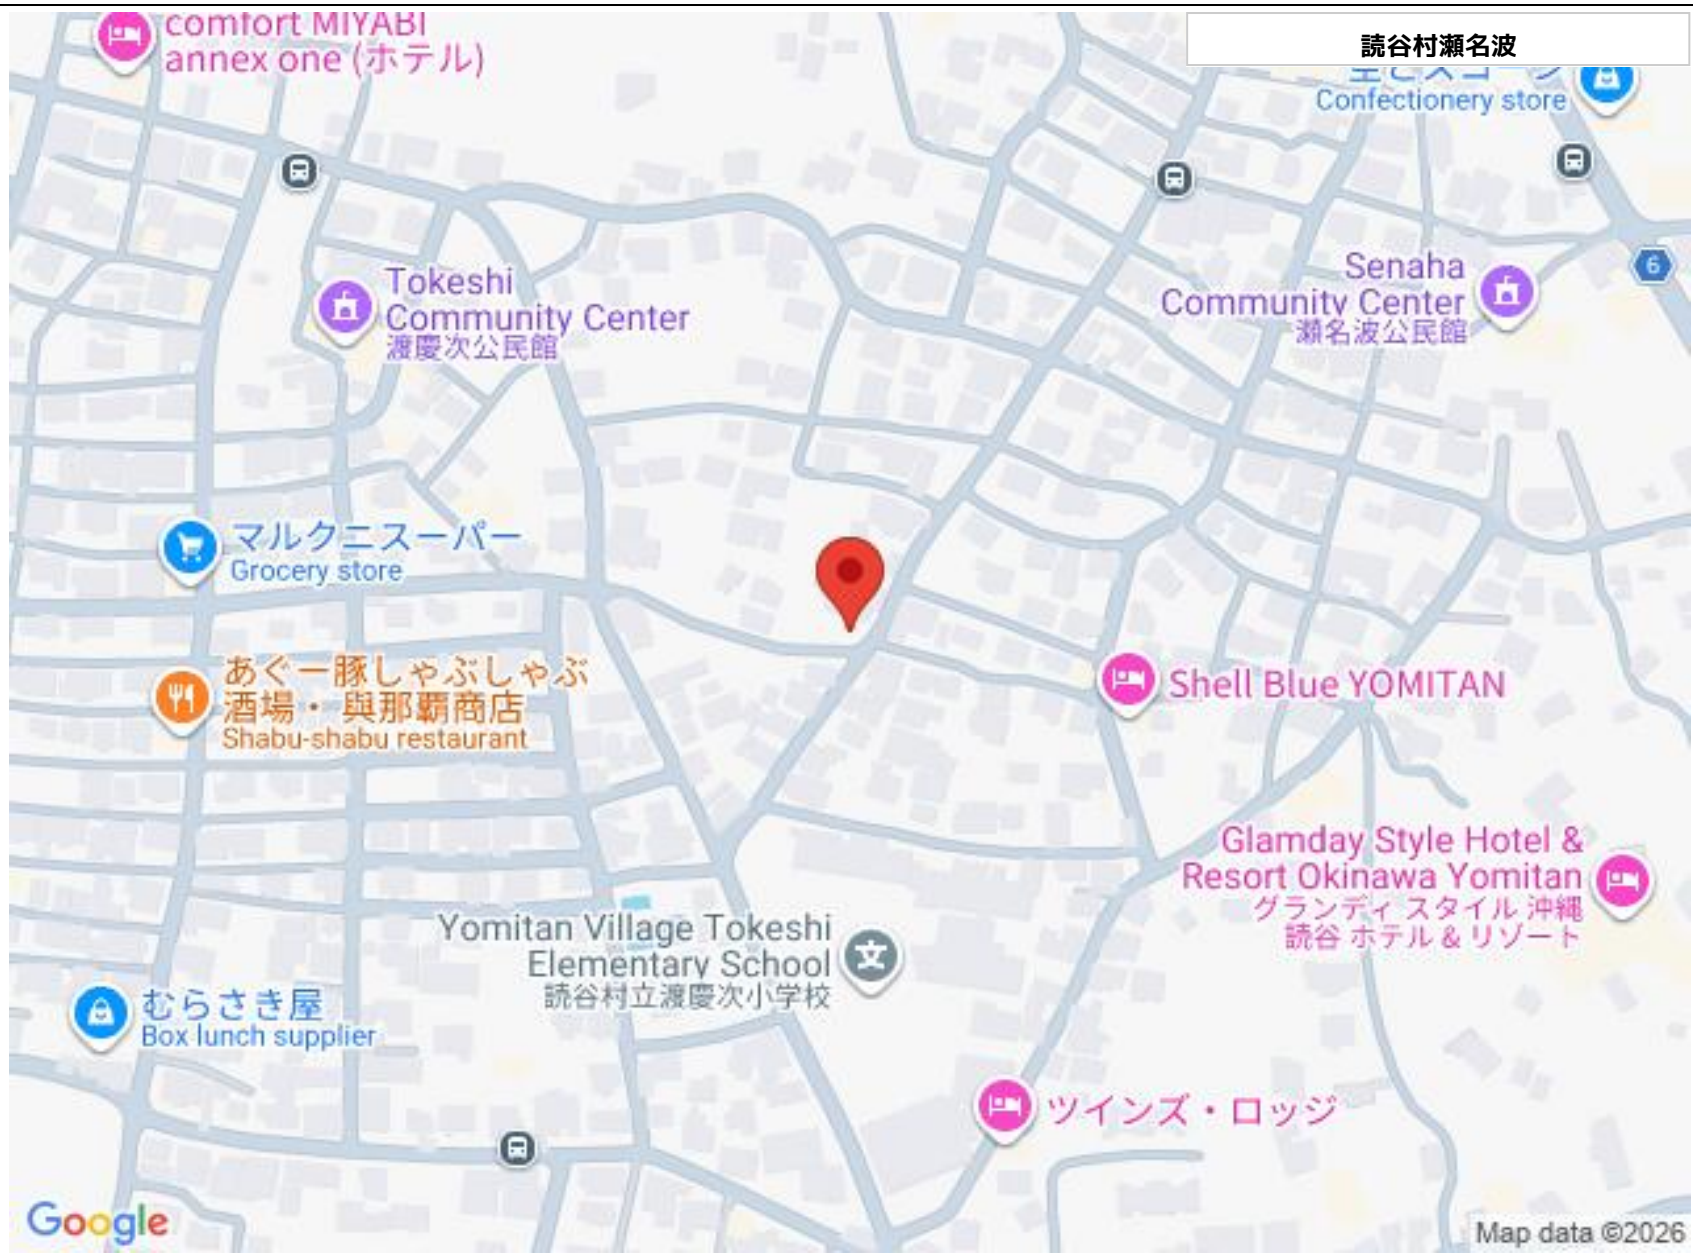 comfort MIYABI
annex one (ホテル)
読谷村瀬名波
Confectionery store
6
Tokeshi
Community Center
渡慶次公民館
Senaha
Community Center
瀬名波公民館
マルクニスーパー
Grocery store
あぐー豚しゃぶしゃぶ
酒場・與那覇商店
Shabu-shabu restaurant
Shell Blue YOMITAN
Glamday Style Hotel &
Resort Okinawa Yomitan
グランディ スタイル 沖縄
読谷 ホテル & リゾート
Yomitan Village Tokeshi
Elementary School
読谷村立渡慶次小学校
文
むらさき屋
Box lunch supplier
ツインズ・ロッジ
Google
Map data ©2026